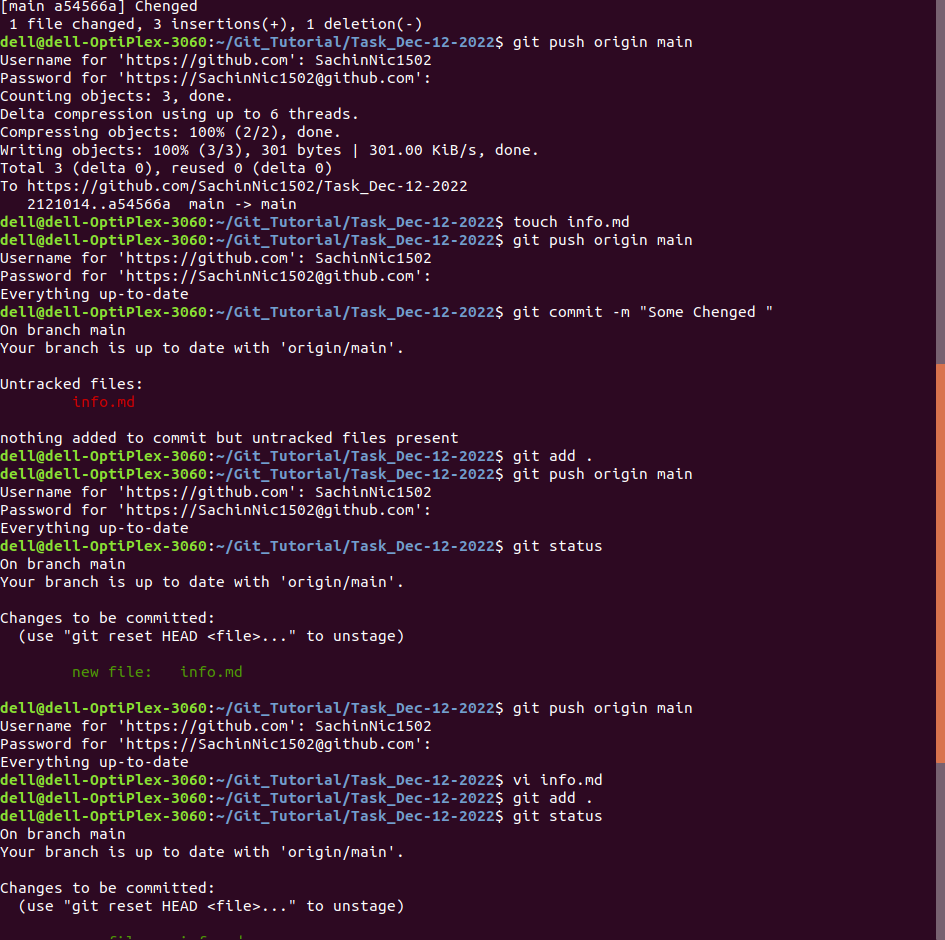 [main a54566a] Chenged
 1 file changed, 3 insertions(+), 1 deletion(-)
dell@dell-OptiPlex-3060:~/Git_Tutorial/Task_Dec-12-2022$ git push origin main
Username for 'https://github.com': SachinNic1502
Password for 'https://SachinNic1502@github.com':
Counting objects: 3, done.
Delta compression using up to 6 threads.
Compressing objects: 100% (2/2), done.
Writing objects: 100% (3/3), 301 bytes | 301.00 KiB/s, done.
Total 3 (delta 0), reused 0 (delta 0)
To https://github.com/SachinNic1502/Task_Dec-12-2022
   2121014..a54566a  main -> main
dell@dell-OptiPlex-3060:~/Git_Tutorial/Task_Dec-12-2022$ touch info.md
dell@dell-OptiPlex-3060:~/Git_Tutorial/Task_Dec-12-2022$ git push origin main
Username for 'https://github.com': SachinNic1502
Password for 'https://SachinNic1502@github.com':
Everything up-to-date
dell@dell-OptiPlex-3060:~/Git_Tutorial/Task_Dec-12-2022$ git commit -m "Some Chenged "
On branch main
Your branch is up to date with 'origin/main'.

Untracked files:
        info.md

nothing added to commit but untracked files present
dell@dell-OptiPlex-3060:~/Git_Tutorial/Task_Dec-12-2022$ git add .
dell@dell-OptiPlex-3060:~/Git_Tutorial/Task_Dec-12-2022$ git push origin main
Username for 'https://github.com': SachinNic1502
Password for 'https://SachinNic1502@github.com':
Everything up-to-date
dell@dell-OptiPlex-3060:~/Git_Tutorial/Task_Dec-12-2022$ git status
On branch main
Your branch is up to date with 'origin/main'.

Changes to be committed:
  (use "git reset HEAD <file>..." to unstage)

        new file:   info.md

dell@dell-OptiPlex-3060:~/Git_Tutorial/Task_Dec-12-2022$ git push origin main
Username for 'https://github.com': SachinNic1502
Password for 'https://SachinNic1502@github.com':
Everything up-to-date
dell@dell-OptiPlex-3060:~/Git_Tutorial/Task_Dec-12-2022$ vi info.md
dell@dell-OptiPlex-3060:~/Git_Tutorial/Task_Dec-12-2022$ git add .
dell@dell-OptiPlex-3060:~/Git_Tutorial/Task_Dec-12-2022$ git status
On branch main
Your branch is up to date with 'origin/main'.

Changes to be committed:
  (use "git reset HEAD <file>..." to unstage)